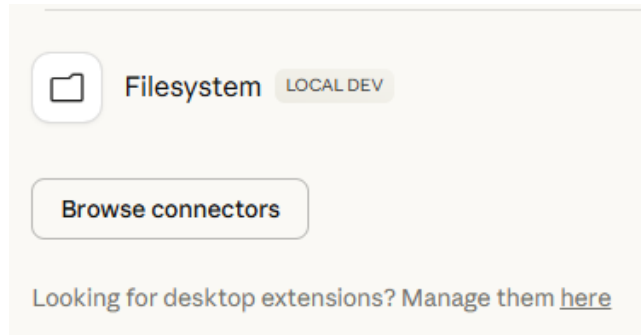 Filesystem LOCAL DEV
Browse connectors
Looking for desktop extensions? Manage them here